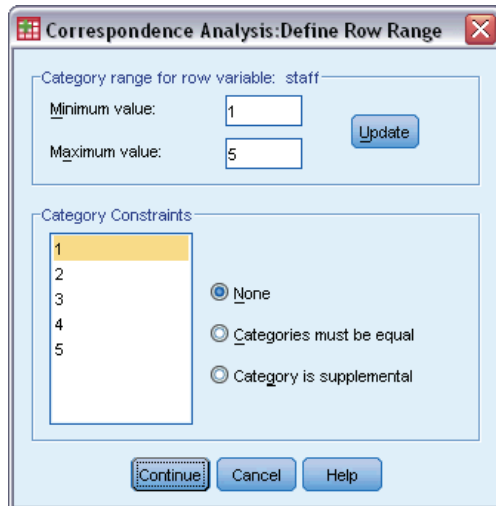 Correspondence Analysis:Define Row Range
Category range for row variable: staff
Minimum value:
1
Update
Maximum value:
5
Category Constraints
1
2
3
4
5
None
Categories must be equal
Category is supplemental
Continue
Cancel
Help